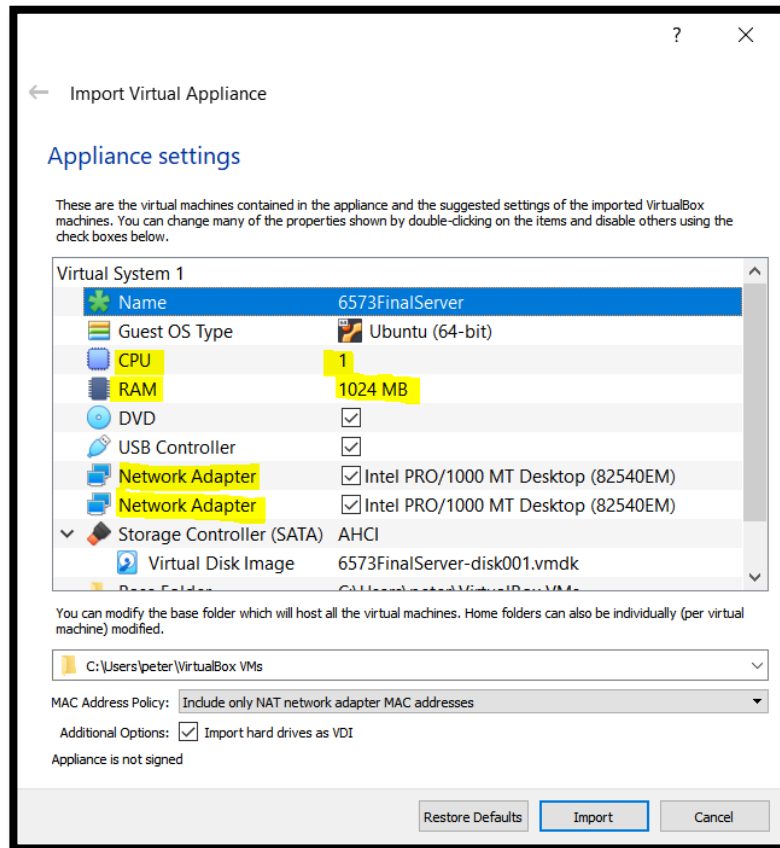 ?
Import Virtual Appliance
Appliance settings
These are the virtual machines contained in the appliance and the suggested settings of the imported VirtualBox
machines. You can change many of the properties shown by double-clicking on the items and disable others using the
check boxes below.
Virtual System 1
Name 6573FinalServer
Guest OS Type Ubuntu (64-bit)
CPU 1
RAM 1024 MB
DVD
USB Controller
Network Adapter Intel PRO/1000 MT Desktop (82540EM)
Network Adapter Intel PRO/1000 MT Desktop (82540EM)
Storage Controller (SATA) AHCI
Virtual Disk Image 6573FinalServer-disk001.vmdk
Base Folder C:\Users\peter\VirtualBox VMs
You can modify the base folder which will host all the virtual machines. Home folders can also be individually (per virtual
machine) modified.
C:\Users\peter\VirtualBox VMs
MAC Address Policy: Include only NAT network adapter MAC addresses
Additional Options: Import hard drives as VDI
Appliance is not signed
Restore Defaults Import Cancel